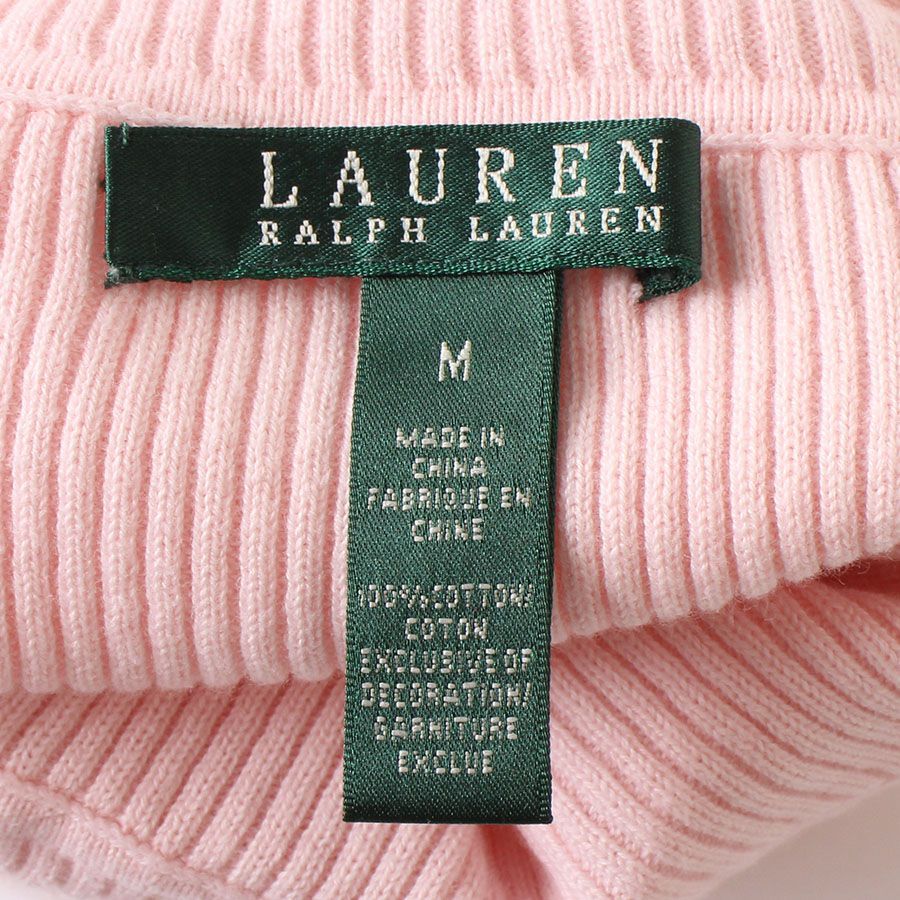 LAUREN
RALPH LAUREN
M
MADE IN
CHINA
FABRIQUE EN
CHINE
100% COTTON/
COTON
EXCLUSIVE OF
DECORATION/
GARNITURE
EXCLUE